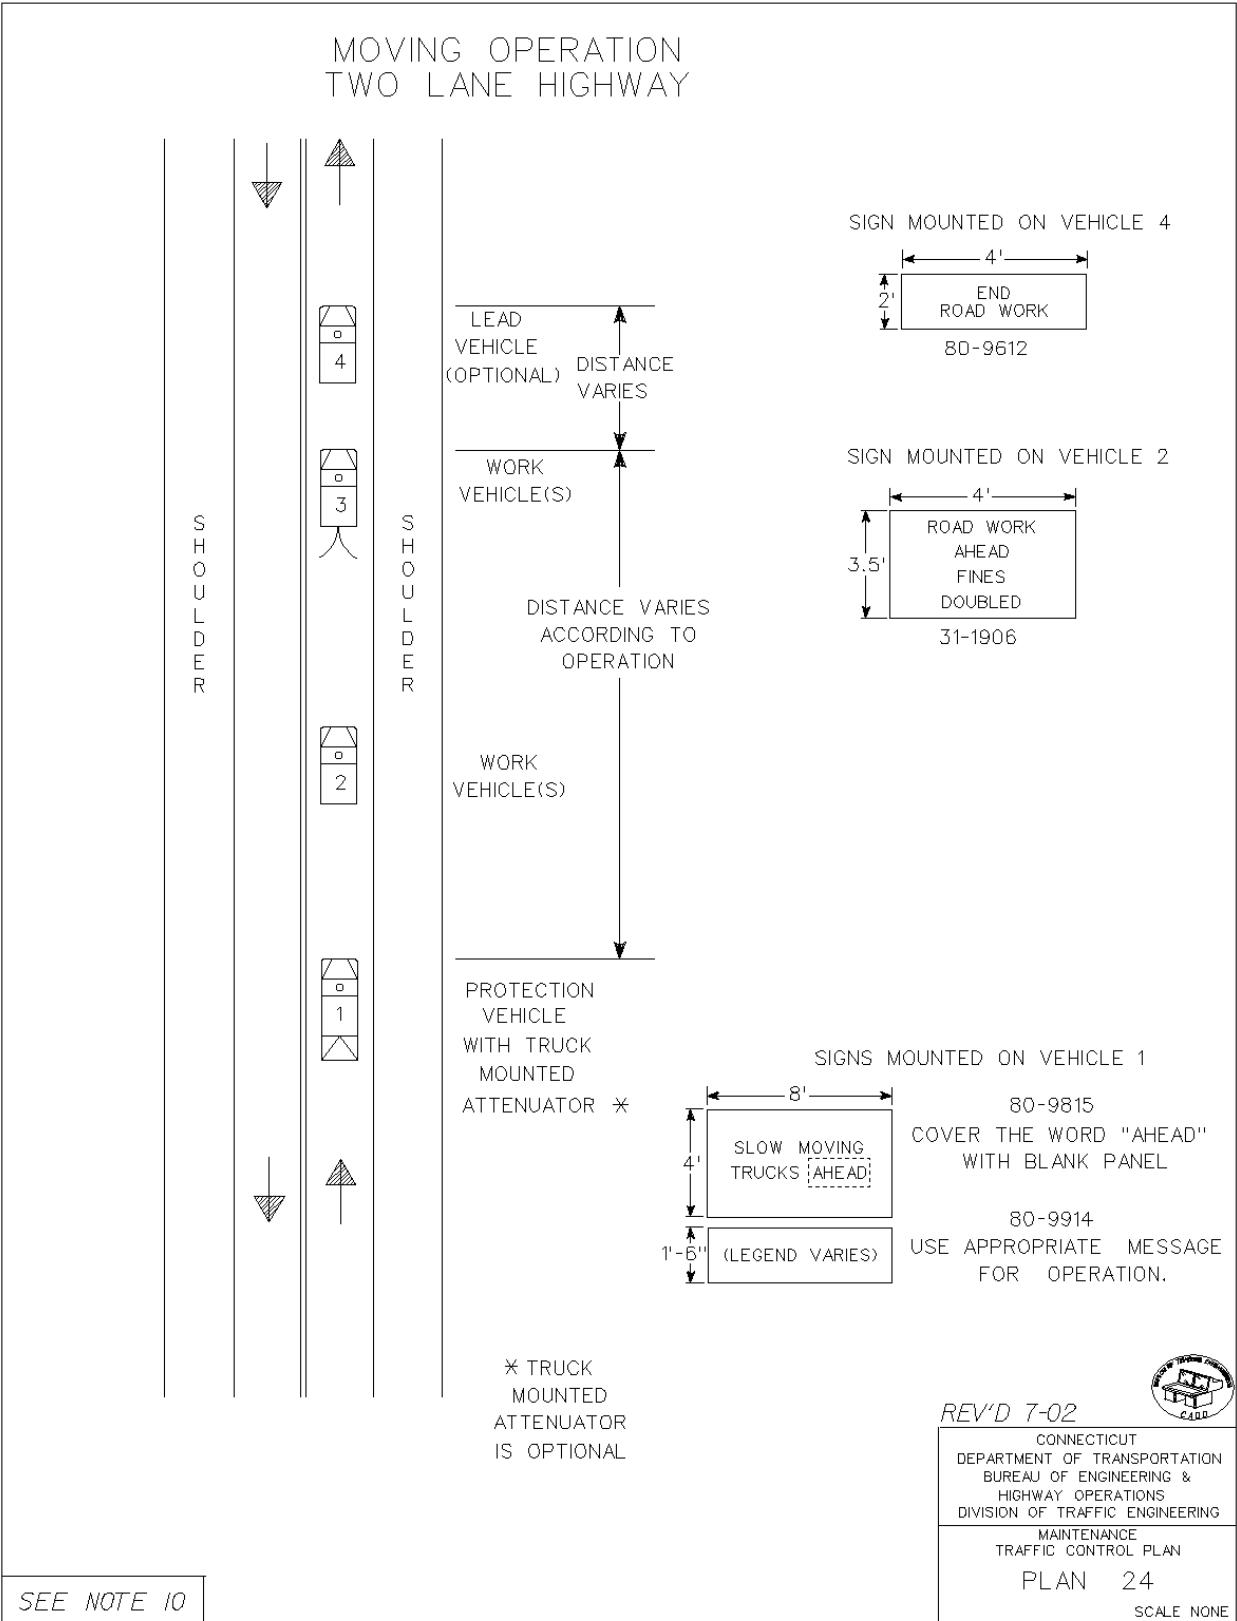 MOVING OPERATION
TWO LANE HIGHWAY
SIGN MOUNTED ON VEHICLE 4
4'
2'
END
ROAD WORK
80-9612
4
LEAD
VEHICLE
(OPTIONAL)
DISTANCE
VARIES
3
WORK
VEHICLE(S)
SIGN MOUNTED ON VEHICLE 2
4'
3.5'
ROAD WORK
AHEAD
FINES
DOUBLED
31-1906
SHOULDER
SHOULDER
DISTANCE VARIES
ACCORDING TO
OPERATION
2
WORK
VEHICLE(S)
1
PROTECTION
VEHICLE
WITH TRUCK
MOUNTED
ATTENUATOR *
SIGNS MOUNTED ON VEHICLE 1
8'
4'
SLOW MOVING
TRUCKS AHEAD
80-9815
COVER THE WORD "AHEAD"
WITH BLANK PANEL
1'-6"
(LEGEND VARIES)
80-9914
USE APPROPRIATE MESSAGE
FOR OPERATION.
* TRUCK
MOUNTED
ATTENUATOR
IS OPTIONAL
CADD
REV'D 7-02
CONNECTICUT
DEPARTMENT OF TRANSPORTATION
BUREAU OF ENGINEERING &
HIGHWAY OPERATIONS
DIVISION OF TRAFFIC ENGINEERING
MAINTENANCE
TRAFFIC CONTROL PLAN
PLAN 24
SCALE NONE
SEE NOTE 10